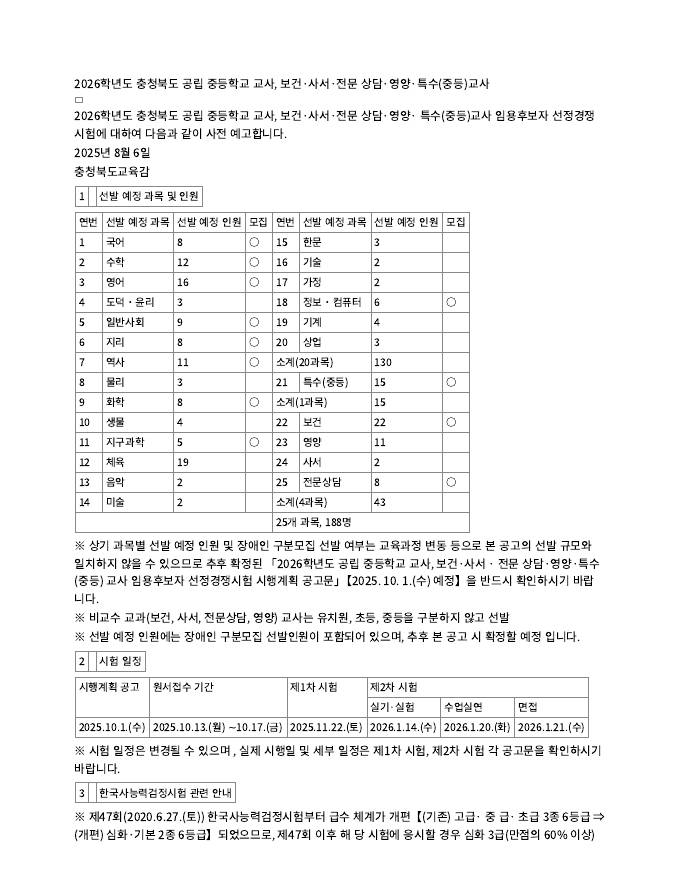 2026학년도 충청북도 공립 중등학교 교사, 보건·사서·전문 상담·영양·특수(중등)교사
□
2026학년도 충청북도 공립 중등학교 교사, 보건·사서·전문 상담·영양· 특수(중등)교사 임용후보자 선정경쟁
시험에 대하여 다음과 같이 사전 예고합니다.
2025년 8월 6일
충청북도교육감
1 선발 예정 과목 및 인원
연번 선발 예정 과목 선발 예정 인원 모집 연번 선발 예정 과목 선발 예정 인원 모집
1 국어 8 ○ 15 한문 3
2 수학 12 ○ 16 기술 2
3 영어 16 ○ 17 가정 2
4 도덕・윤리 3 18 정보・컴퓨터 6 ○
5 일반사회 9 ○ 19 기계 4
6 지리 8 ○ 20 상업 3
7 역사 11 ○ 소계(20과목) 130
8 물리 3 21 특수(중등) 15 ○
9 화학 8 ○ 소계(1과목) 15
10 생물 4 22 보건 22 ○
11 지구과학 5 ○ 23 영양 11
12 체육 19 24 사서 2
13 음악 2 25 전문상담 8 ○
14 미술 2 소계(4과목) 43
25개 과목, 188명
※ 상기 과목별 선발 예정 인원 및 장애인 구분모집 선발 여부는 교육과정 변동 등으로 본 공고의 선발 규모와
일치하지 않을 수 있으므로 추후 확정된 「2026학년도 공립 중등학교 교사, 보건·사서 · 전문 상담·영양·특수
(중등) 교사 임용후보자 선정경쟁시험 시행계획 공고문」【2025. 10. 1.(수) 예정】을 반드시 확인하시기 바랍
니다.
※ 비교수 교과(보건, 사서, 전문상담, 영양) 교사는 유치원, 초등, 중등을 구분하지 않고 선발
※ 선발 예정 인원에는 장애인 구분모집 선발인원이 포함되어 있으며, 추후 본 공고 시 확정할 예정 입니다.
2 시험 일정
시행계획 공고 원서접수 기간 제1차 시험 제2차 시험
실기·실험 수업실연 면접
2025.10.1.(수) 2025.10.13.(월) ~10.17.(금) 2025.11.22.(토) 2026.1.14.(수) 2026.1.20.(화) 2026.1.21.(수)
※ 시험 일정은 변경될 수 있으며 , 실제 시행일 및 세부 일정은 제1차 시험, 제2차 시험 각 공고문을 확인하시기
바랍니다.
3 한국사능력검정시험 관련 안내
※ 제47회(2020.6.27.(토)) 한국사능력검정시험부터 급수 체계가 개편【(기존) 고급· 중 급· 초급 3종 6등급 ⇒
(개편) 심화·기본 2종 6등급】되었으므로, 제47회 이후 해 당 시험에 응시할 경우 심화 3급(만점의 60% 이상)